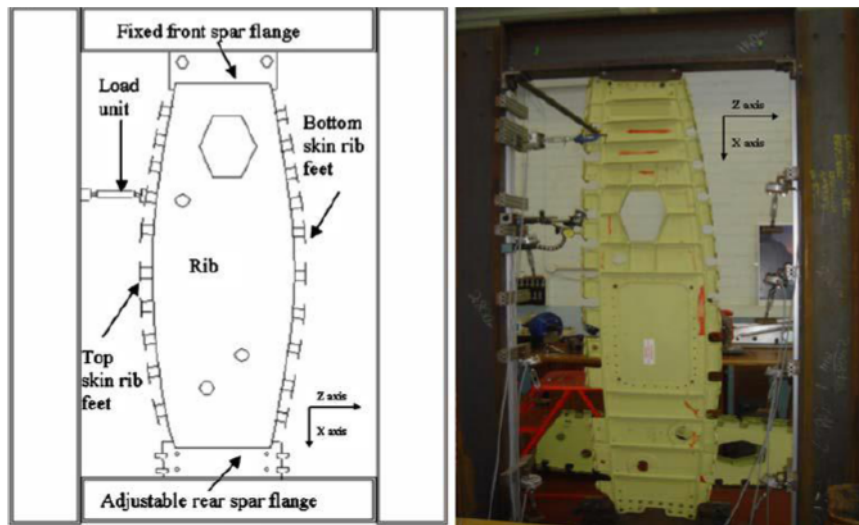 Fixed front spar flange
Load
unit
Bottom
skin rib
feet
Rib
Top
skin rib
feet
Z axis
X axis
Adjustable rear spar flange
Z axis
X axis